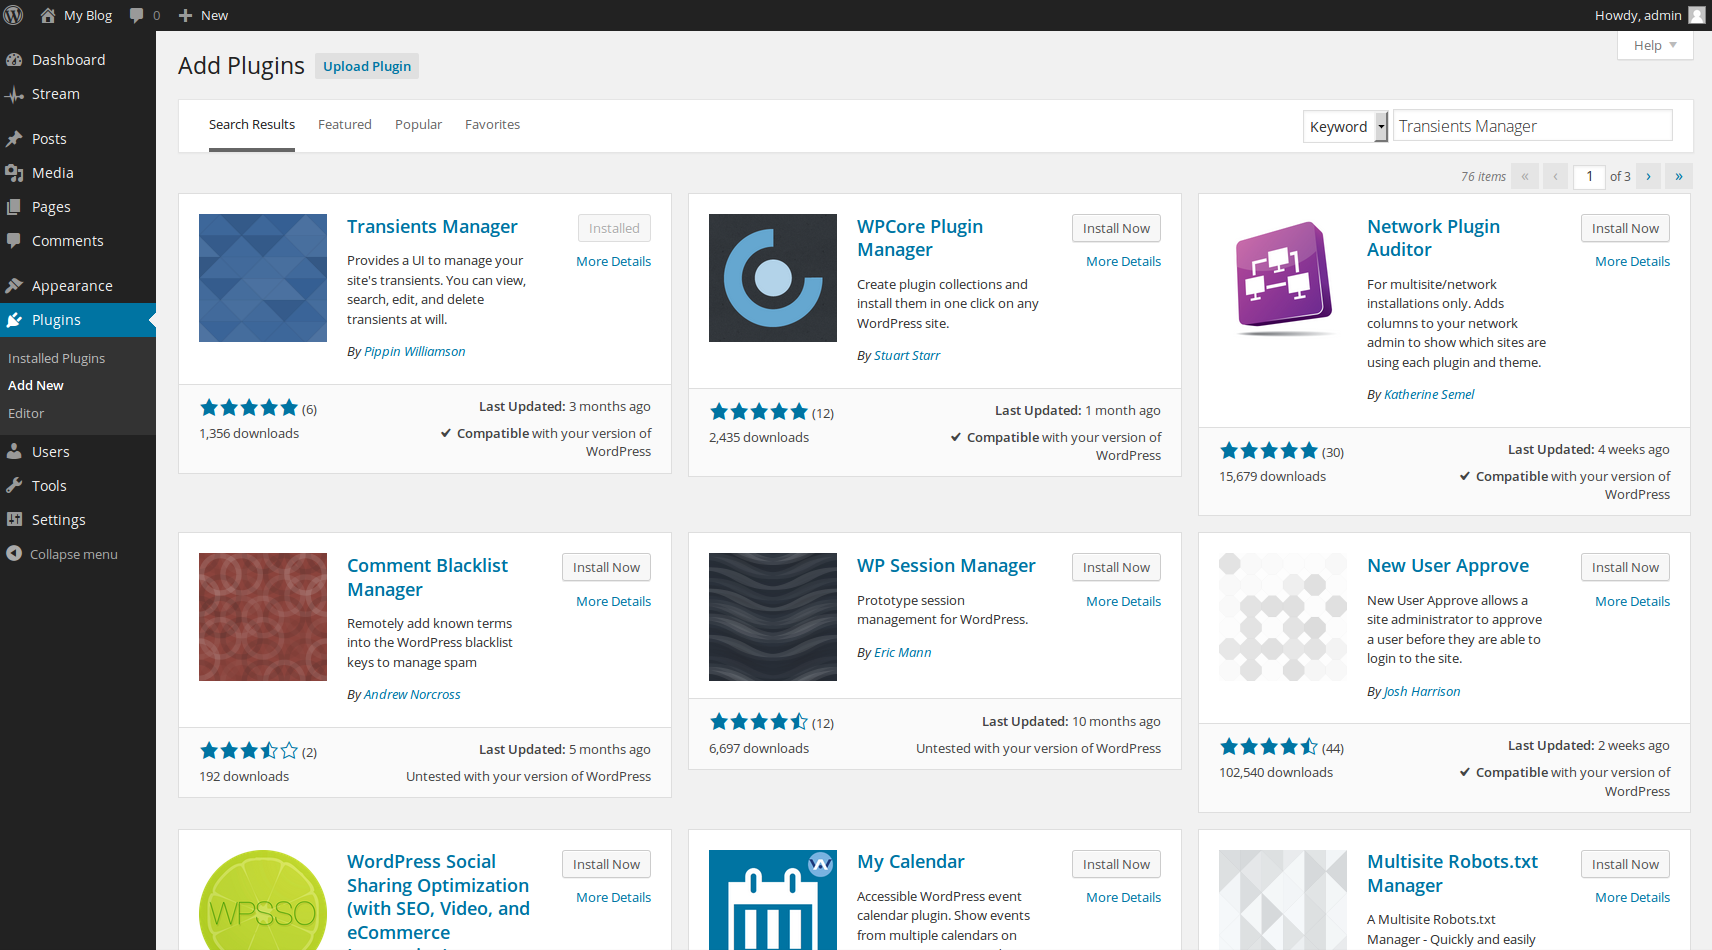 My Blog
0
New
Howdy, admin
Dashboard
Stream
Posts
Media
Pages
Comments
Appearance
Plugins
Installed Plugins
Add New
Editor
Users
Tools
Settings
Collapse menu
Help
Add Plugins
Upload Plugin
Search Results
Featured
Popular
Favorites
Keyword
Transients Manager
76 items
«
‹
1
of 3
›
»
Transients Manager
Installed
More Details
Provides a UI to manage your
site's transients. You can view,
search, edit, and delete
transients at will.
By Pippin Williamson
(6)
1,356 downloads
Last Updated: 3 months ago
Compatible with your version of
WordPress
WPCore Plugin
Manager
Install Now
More Details
Create plugin collections and
install them in one click on any
WordPress site.
By Stuart Starr
(12)
2,435 downloads
Last Updated: 1 month ago
Compatible with your version of
WordPress
Network Plugin
Auditor
Install Now
More Details
For multisite/network
installations only. Adds
columns to your network
admin to show which sites are
using each plugin and theme.
By Katherine Semel
(30)
15,679 downloads
Last Updated: 4 weeks ago
Compatible with your version of
WordPress
Comment Blacklist
Manager
Install Now
More Details
Remotely add known terms
into the WordPress blacklist
keys to manage spam
By Andrew Norcross
(2)
192 downloads
Last Updated: 5 months ago
Untested with your version of WordPress
WP Session Manager
Install Now
More Details
Prototype session
management for WordPress.
By Eric Mann
(12)
6,697 downloads
Last Updated: 10 months ago
Untested with your version of WordPress
New User Approve
Install Now
More Details
New User Approve allows a
site administrator to approve
a user before they are able to
login to the site.
By Josh Harrison
(44)
102,540 downloads
Last Updated: 2 weeks ago
Compatible with your version of
WordPress
WPSSO
WordPress Social
Sharing Optimization
(with SEO, Video, and
eCommerce
Install Now
More Details
My Calendar
Install Now
More Details
Accessible WordPress event
calendar plugin. Show events
from multiple calendars on
Multisite Robots.txt
Manager
Install Now
More Details
A Multisite Robots.txt
Manager - Quickly and easily